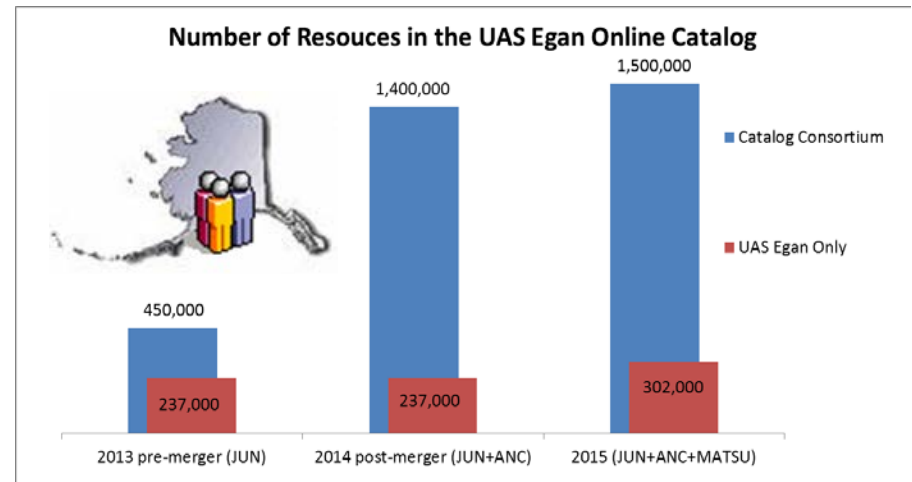 Number of Resouces in the UAS Egan Online Catalog
1,500,000
1,400,000
Catalog Consortium
UAS Egan Only
450,000
237,000
237,000
302,000
2013 pre-merger (JUN)
2014 post-merger (JUN+ANC)
2015 (JUN+ANC+MATSU)